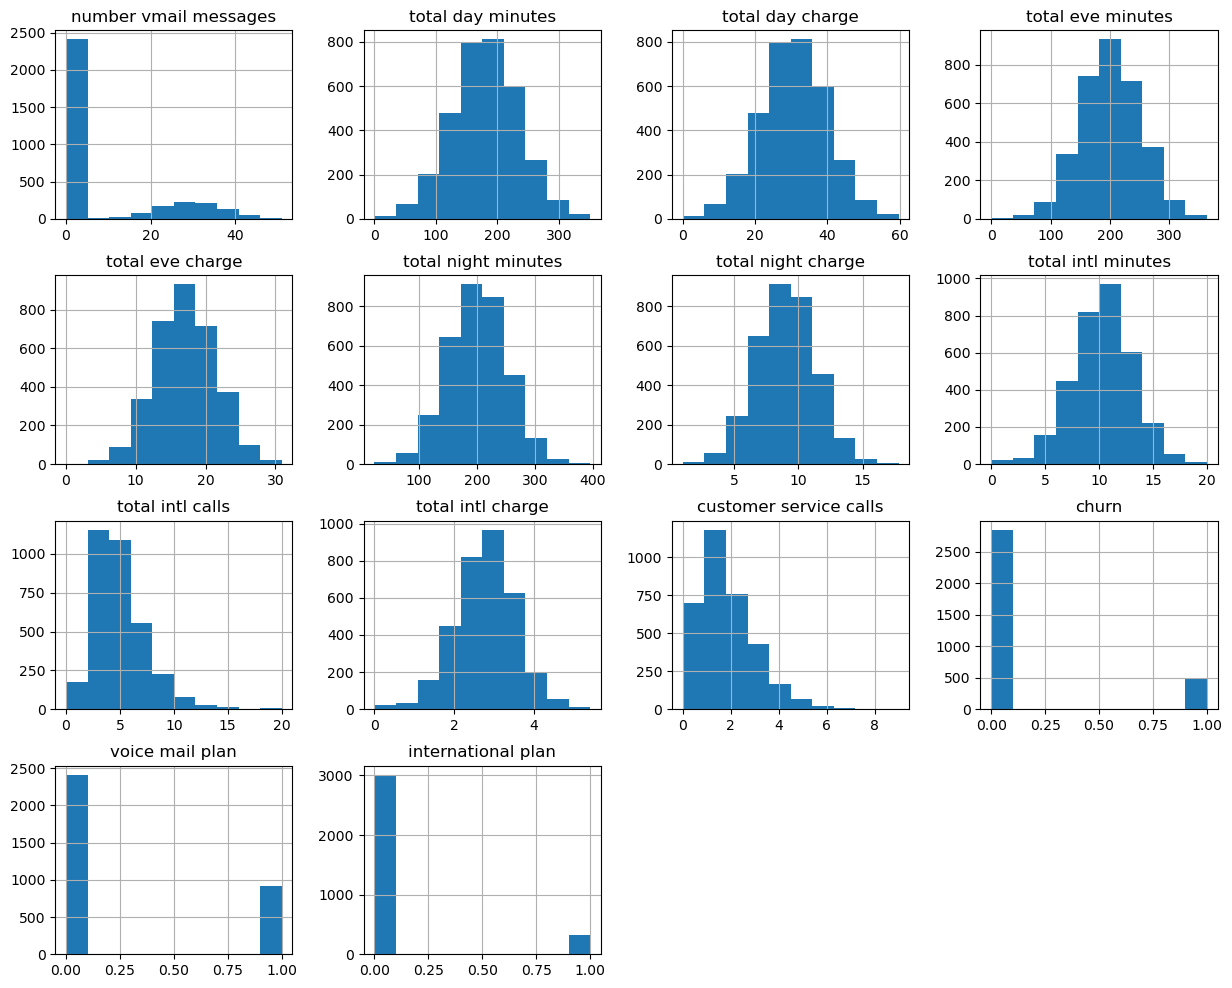 number vmail messages
2500
2000
1500
1000
500
0
0 20 40
total day minutes
800
600
400
200
0
0 100 200 300
total day charge
800
600
400
200
0
0 20 40 60
total eve minutes
800
600
400
200
0
0 100 200 300
total eve charge
800
600
400
200
0
0 10 20 30
total night minutes
800
600
400
200
0
100 200 300 400
total night charge
800
600
400
200
0
5 10 15
total intl minutes
1000
800
600
400
200
0
0 5 10 15 20
total intl calls
1000
750
500
250
0
0 5 10 15 20
total intl charge
1000
800
600
400
200
0
0 2 4
customer service calls
1000
750
500
250
0
0 2 4 6 8
churn
2500
2000
1500
1000
500
0
0.00 0.25 0.50 0.75 1.00
voice mail plan
2500
2000
1500
1000
500
0
0.00 0.25 0.50 0.75 1.00
international plan
3000
2000
1000
0
0.00 0.25 0.50 0.75 1.00